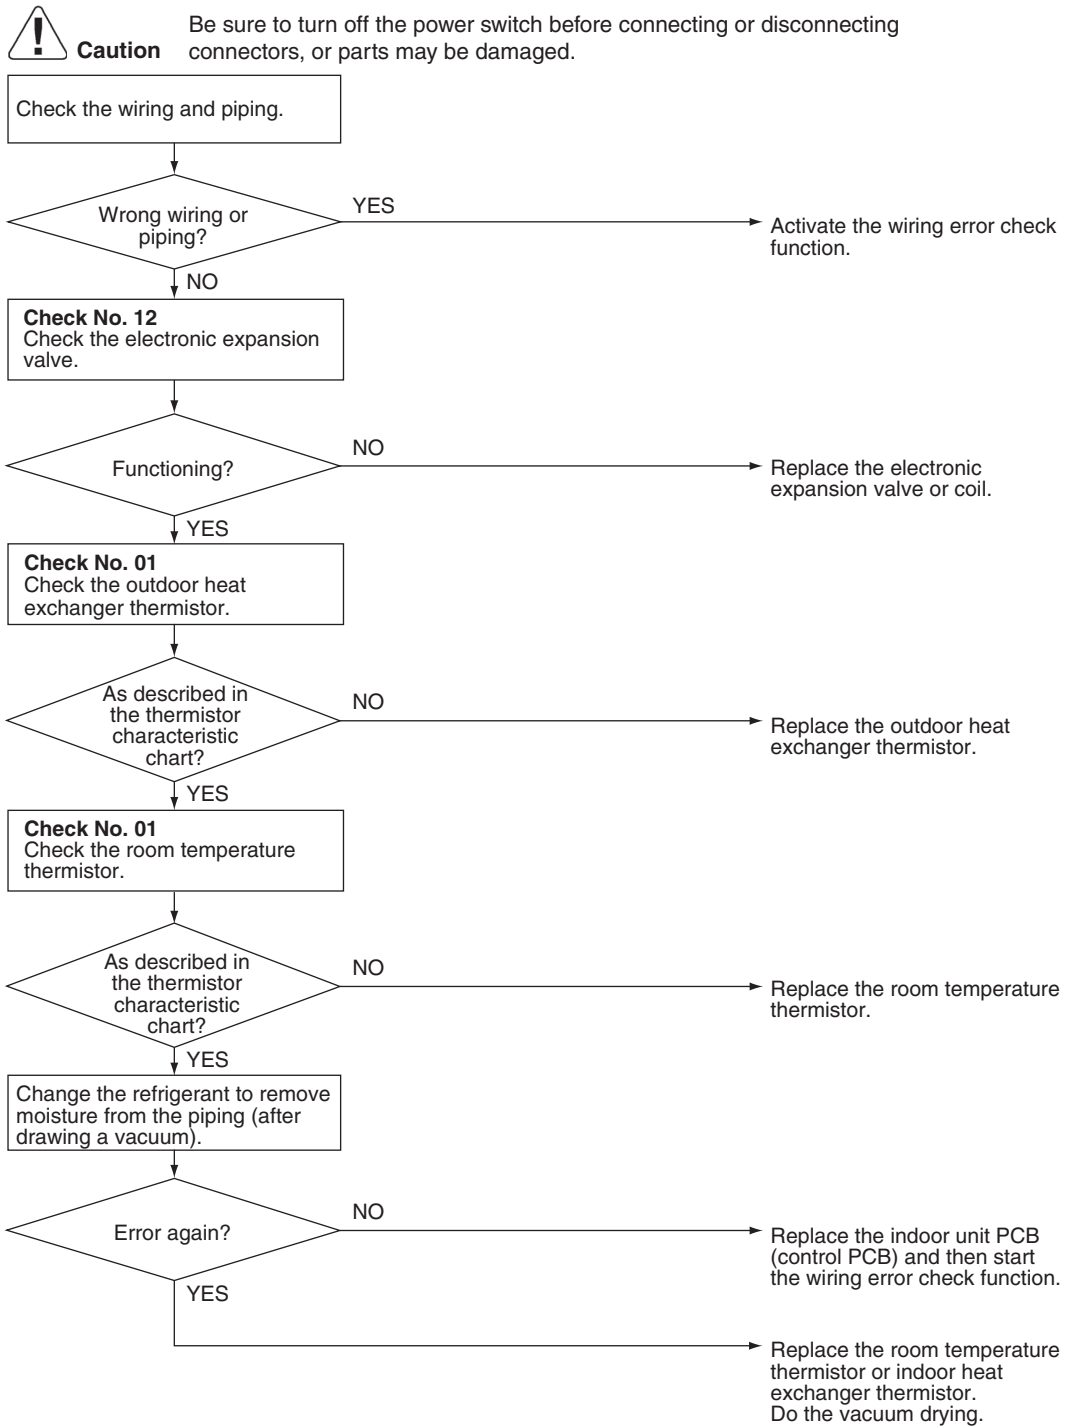 Caution
Be sure to turn off the power switch before connecting or disconnecting
connectors, or parts may be damaged.
Check the wiring and piping.
Wrong wiring or
piping?
YES
Activate the wiring error check
function.
NO
Check No. 12
Check the electronic expansion
valve.
Functioning?
NO
Replace the electronic
expansion valve or coil.
YES
Check No. 01
Check the outdoor heat
exchanger thermistor.
As described in
the thermistor
characteristic
chart?
NO
Replace the outdoor heat
exchanger thermistor.
YES
Check No. 01
Check the room temperature
thermistor.
As described in
the thermistor
characteristic
chart?
NO
Replace the room temperature
thermistor.
YES
Change the refrigerant to remove
moisture from the piping (after
drawing a vacuum).
Error again?
NO
Replace the indoor unit PCB
(control PCB) and then start
the wiring error check function.
YES
Replace the room temperature
thermistor or indoor heat
exchanger thermistor.
Do the vacuum drying.